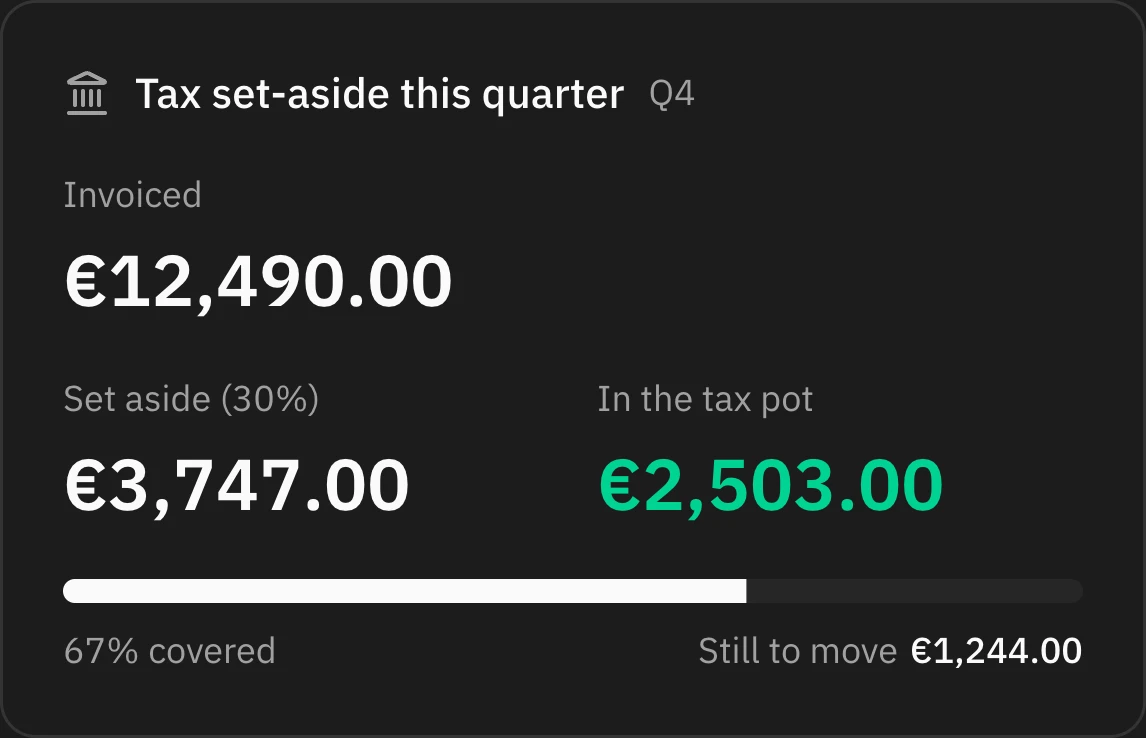 Tax set-aside this quarter Q4
Invoiced
€12,490.00
Set aside (30%)
€3,747.00
In the tax pot
€2,503.00
67% covered
Still to move €1,244.00